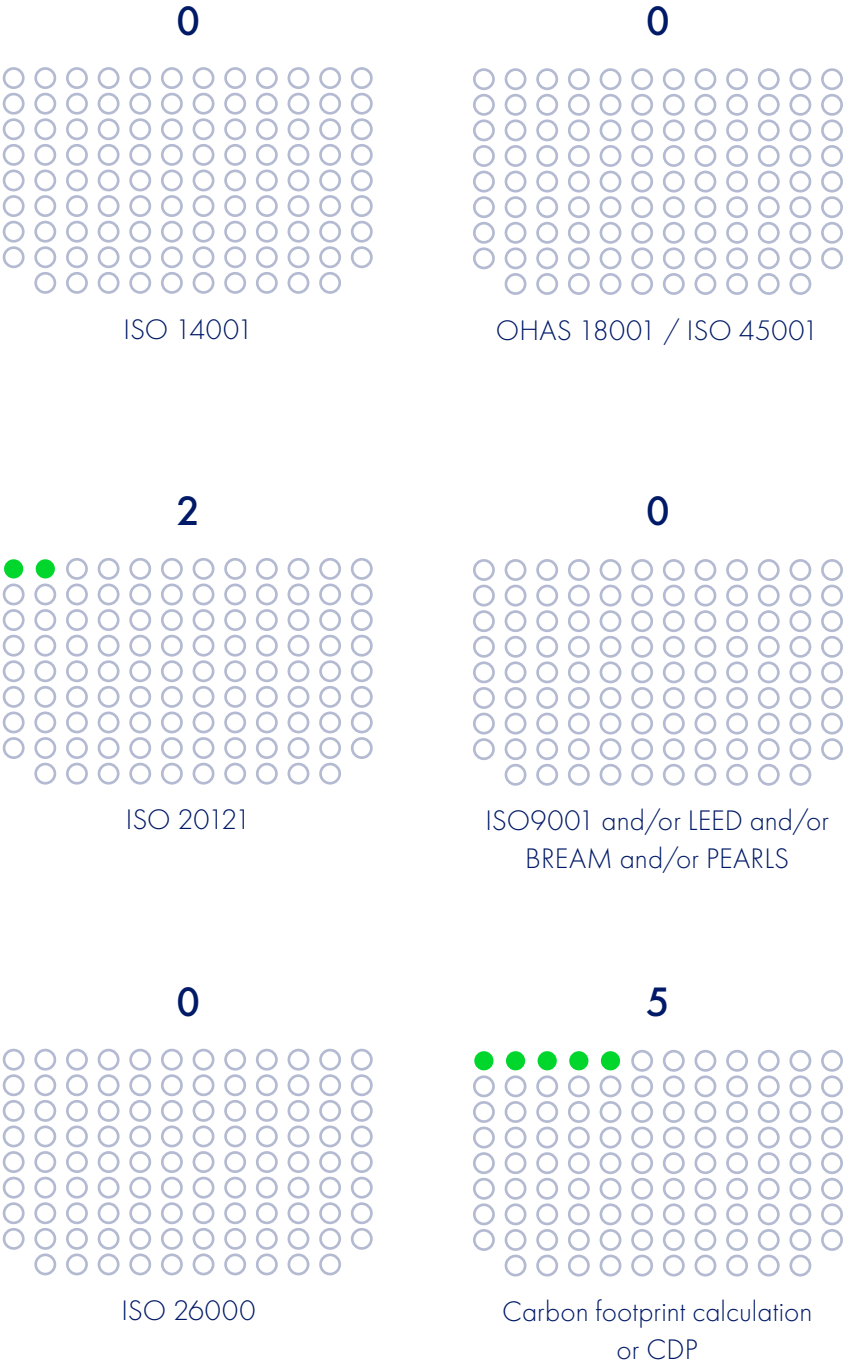 0
0
ISO 14001
OHAS 18001 / ISO 45001
2
0
ISO 20121
ISO9001 and/or LEED and/or
BREAM and/or PEARLS
0
5
ISO 26000
Carbon footprint calculation
or CDP